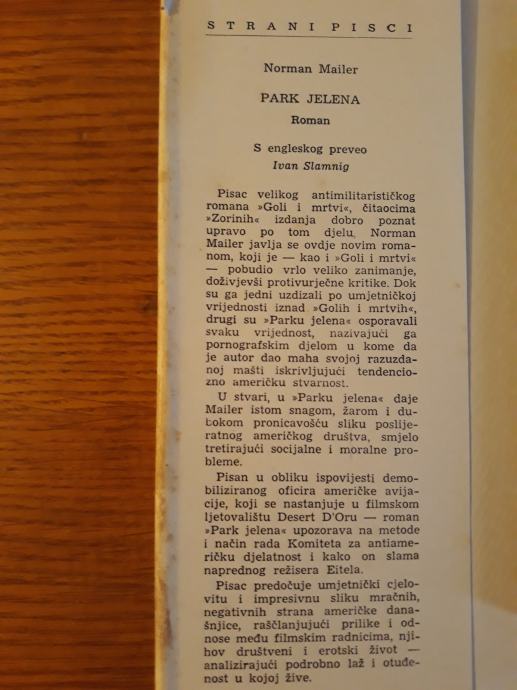 STRANI PISCI
Norman Mailer
PARK JELENA
Roman
S engleskog preveo
Ivan Slamnig
Pisac velikog antimilitarističkog
romana »Goli i mrtvi«, čitaocima
»Zorinih« izdanja dobro poznat
upravo po tom djelu, Norman
Mailer javlja se ovdje novim roma-
nom, koji je — kao i »Goli i mrtvi«
— pobudio vrlo veliko zanimanje,
doživjevši protivurječne kritike. Dok
su ga jedni uzdizali po umjetničkoj
vrijednosti iznad »Golih i mrtvih«,
drugi su »Parku jelena« osporavali
svaku vrijednost, nazivajući ga
pornografskim djelom u kome da
je autor dao maha svojoj razuzda-
noj mašti iskrivljujući tendencio-
zno američku stvarnost.
U stvari, u »Parku jelena« daje
Mailer istom snagom, žarom i du-
bokom pronicavošću sliku poslije-
ratnog američkog društva, smjelo
tretirajući socijalne i moralne pro-
bleme.
Pisan u obliku ispovijesti demo-
biliziranog oficira američke avija-
cije, koji se nastanjuje u filmskom
ljetovalištu Desert D'Oru — roman
»Park jelena« upozorava na metode
i način rada Komiteta za antiame-
ričku djelatnost i kako on slama
naprednog režisera Eitela.
Pisac predočuje umjetnički cjelo-
vitu i impresivnu sliku mračnih,
negativnih strana američke dana-
šnjice, raščlanjujući prilike i od-
nose među filmskim radnicima, nji-
hov društveni i erotski život —
analizirajući podrobno laž i otuđe-
nost u kojoj žive.